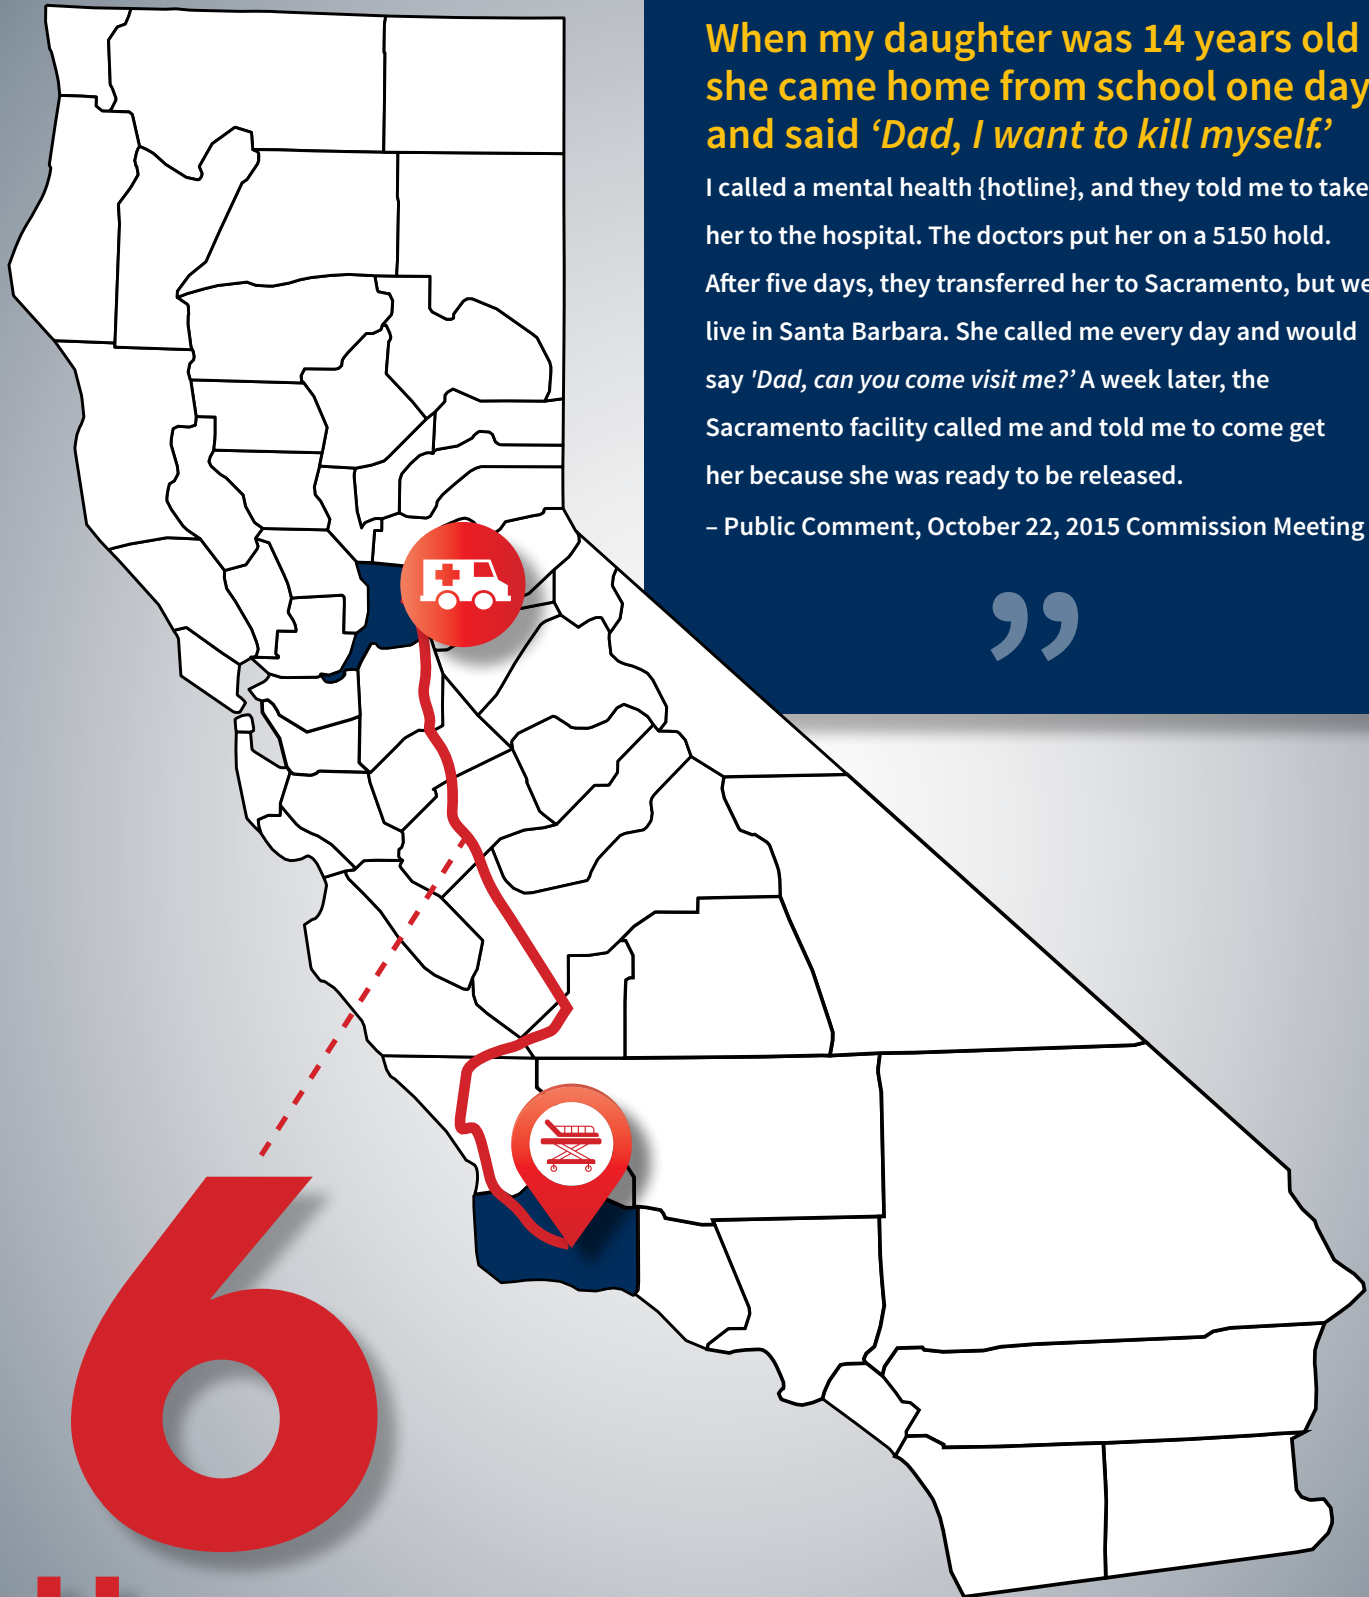 When my daughter was 14 years old
she came home from school one day
and said ‘Dad, I want to kill myself.’
I called a mental health {hotline}, and they told me to take
her to the hospital. The doctors put her on a 5150 hold.
After five days, they transferred her to Sacramento, but we
live in Santa Barbara. She called me every day and would
say 'Dad, can you come visit me?’ A week later, the
Sacramento facility called me and told me to come get
her because she was ready to be released.
– Public Comment, October 22, 2015 Commission Meeting
”
6